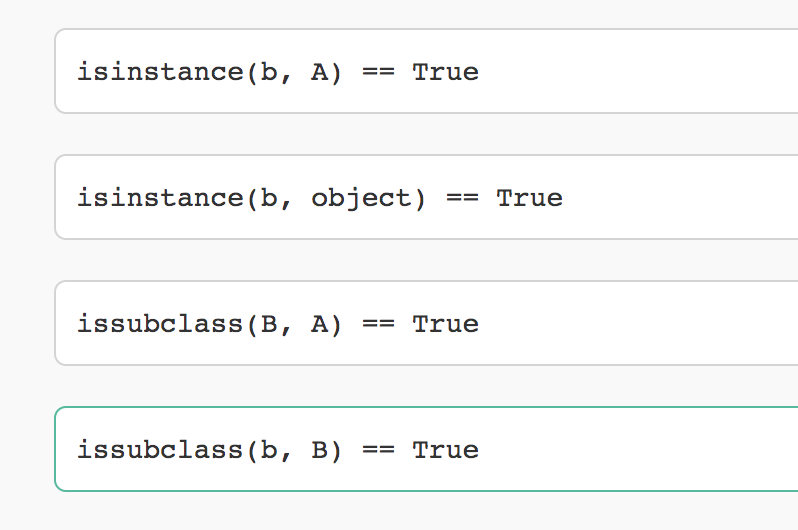 isinstance(b, A) == True
isinstance(b, object) == True
issubclass(B, A) == True
issubclass(b, B) == True